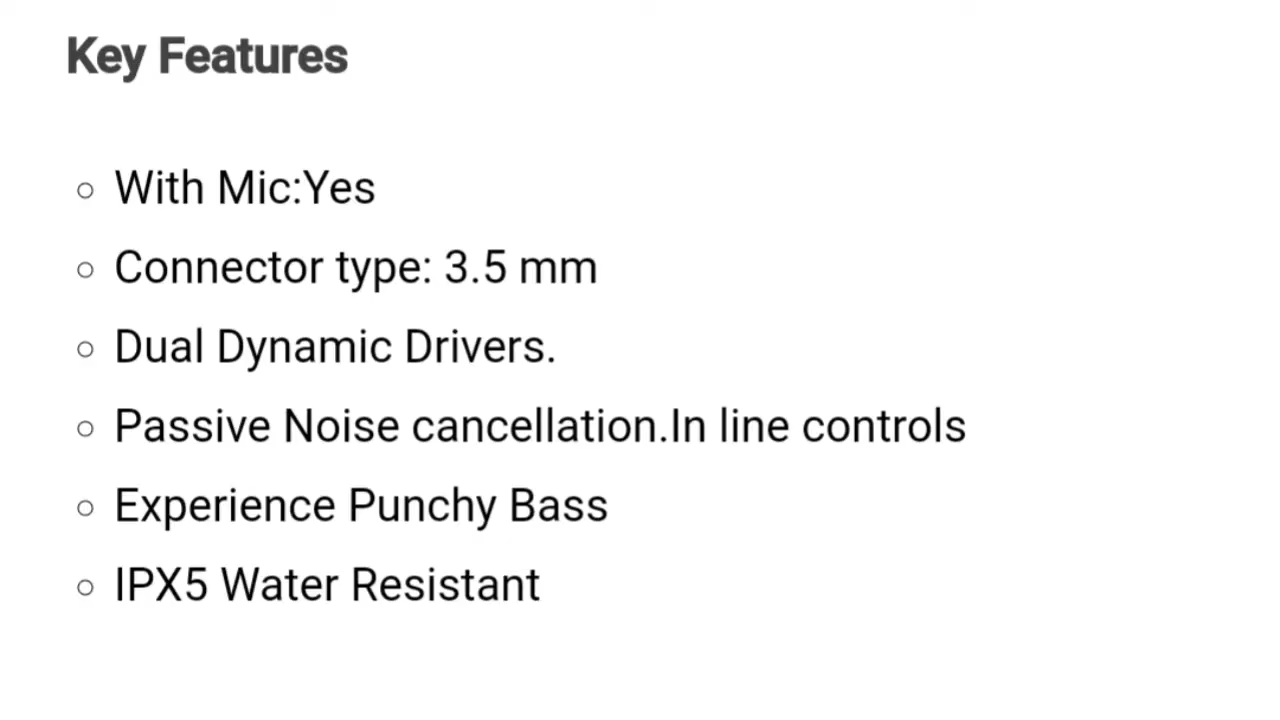 Key Features
With Mic:Yes
Connector type: 3.5 mm
Dual Dynamic Drivers.
Passive Noise cancellation.In line controls
Experience Punchy Bass
IPX5 Water Resistant